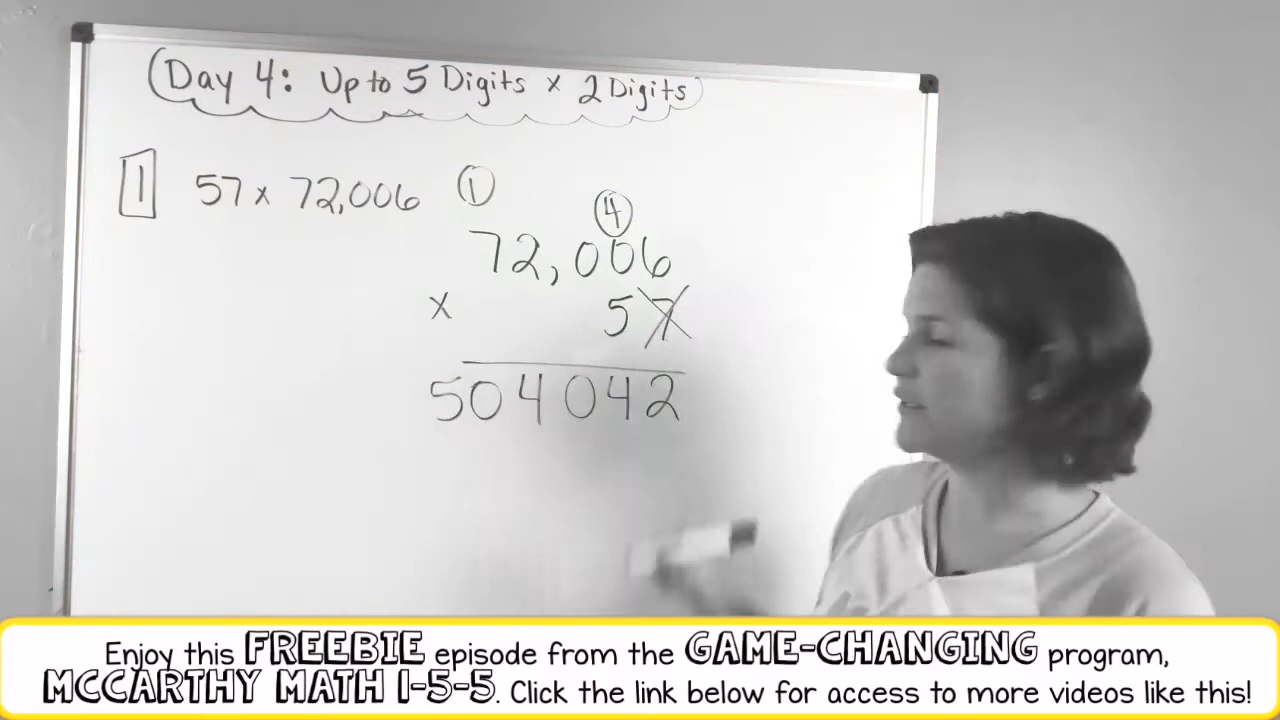 Day 4: Up to 5 Digits x 2 Digits
1 57 x 72,006
1 4
72,006
x 57
504042
Enjoy this FREEBIE episode from the GAME-CHANGING program,
MCCARTHY MATH 1-5-5. Click the link below for access to more videos like this!